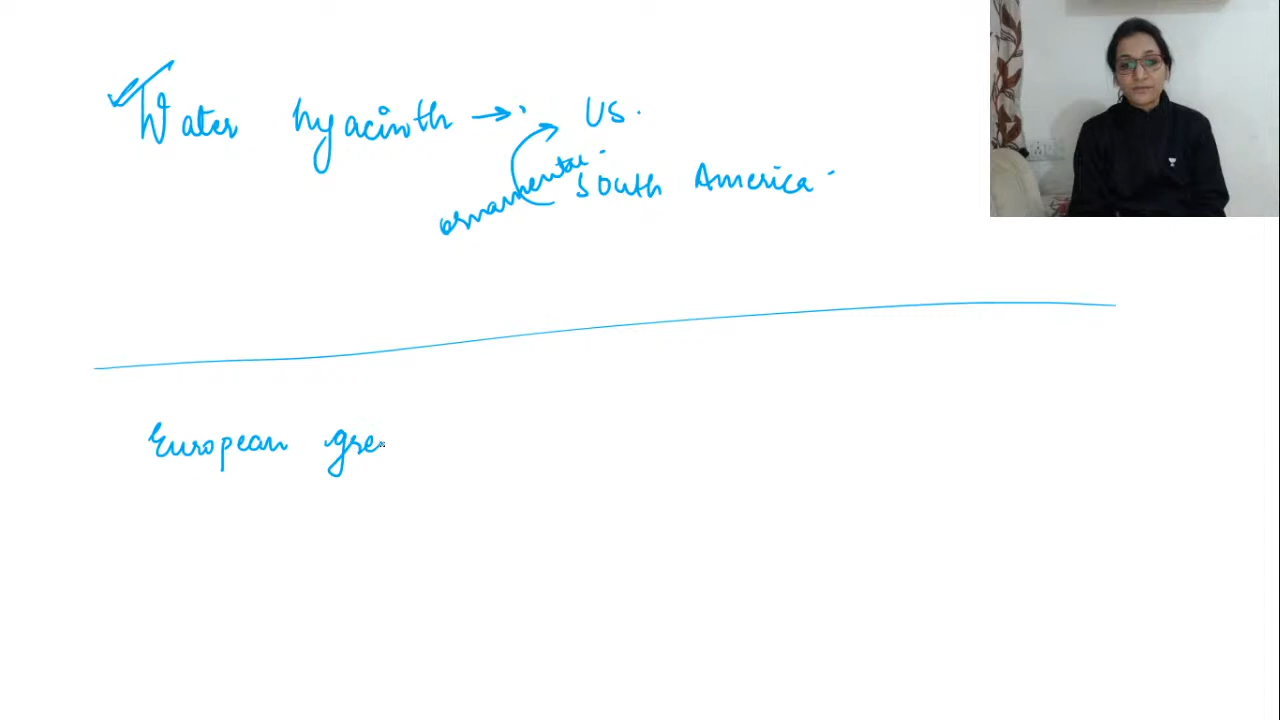 Water hyacinth → US.
ornamental
South America.
European gre